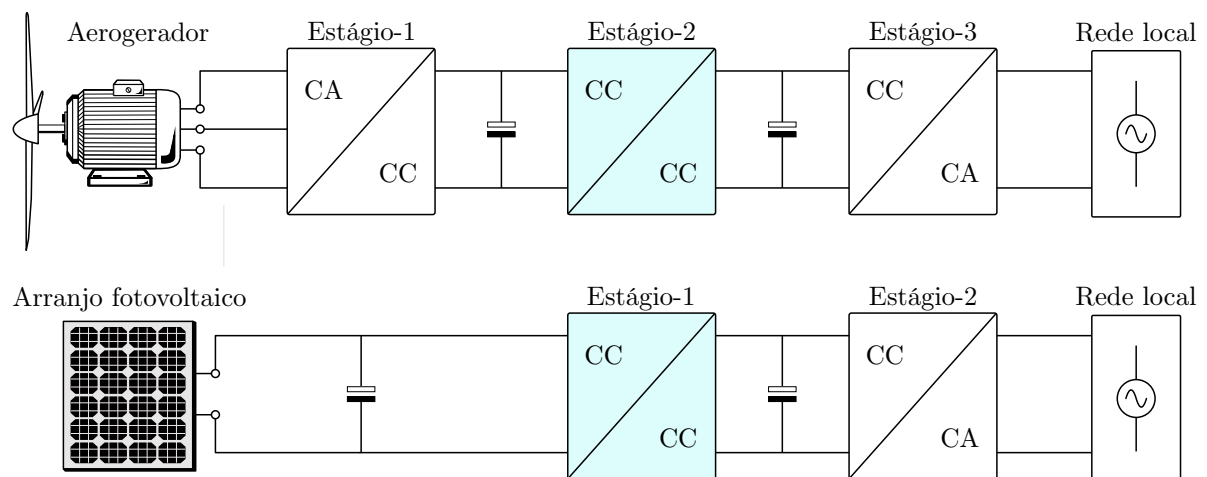 Aerogerador Estágio-1 Estágio-2 Estágio-3 Rede local
CA CC CC
CC CC CA
Arranjo fotovoltaico Estágio-1 Estágio-2 Rede local
CC CC
CC CA